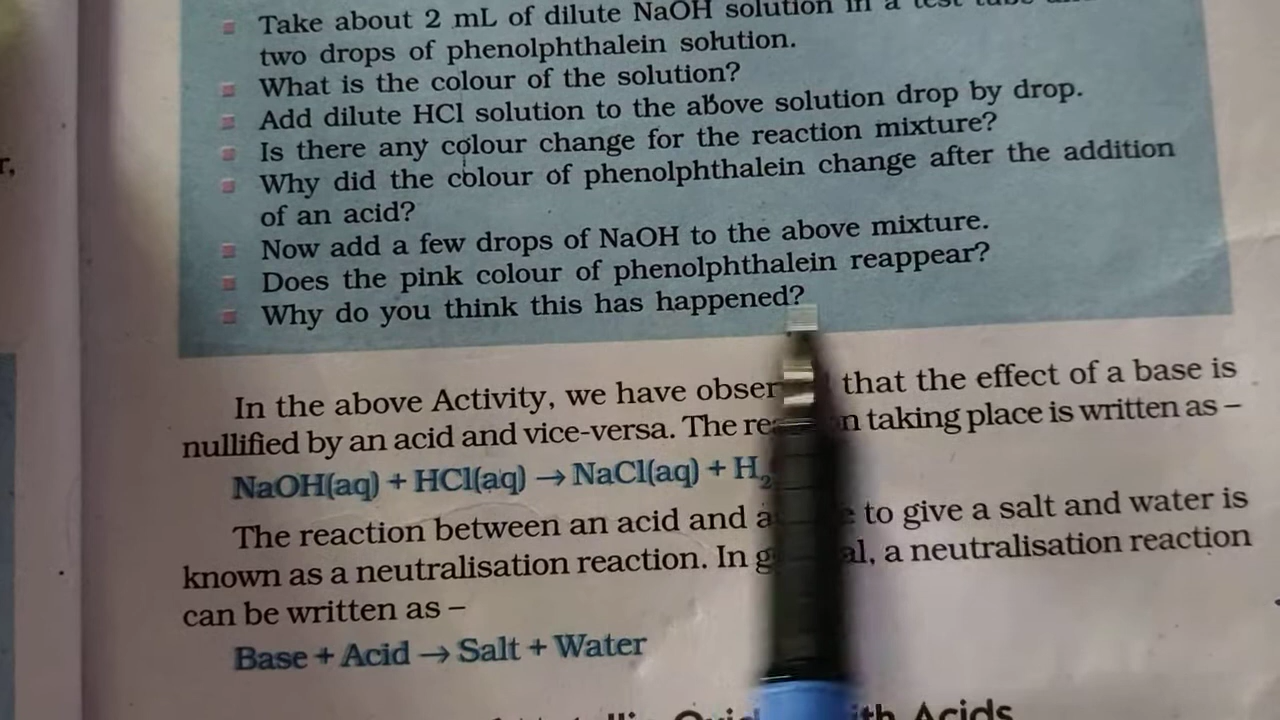 r,
Take about 2 mL of dilute NaOH solution in a test tube
two drops of phenolphthalein solution.
What is the colour of the solution?
Add dilute HCl solution to the above solution drop by drop.
Is there any colour change for the reaction mixture?
Why did the colour of phenolphthalein change after the addition
of an acid?
Now add a few drops of NaOH to the above mixture.
Does the pink colour of phenolphthalein reappear?
Why do you think this has happened?
In the above Activity, we have obser that the effect of a base is
nullified by an acid and vice-versa. The re n taking place is written as –
NaOH(aq) + HCl(aq) → NaCl(aq) + H₂
The reaction between an acid and a e to give a salt and water is
known as a neutralisation reaction. In g al, a neutralisation reaction
can be written as –
Base + Acid → Salt + Water
ith Acids